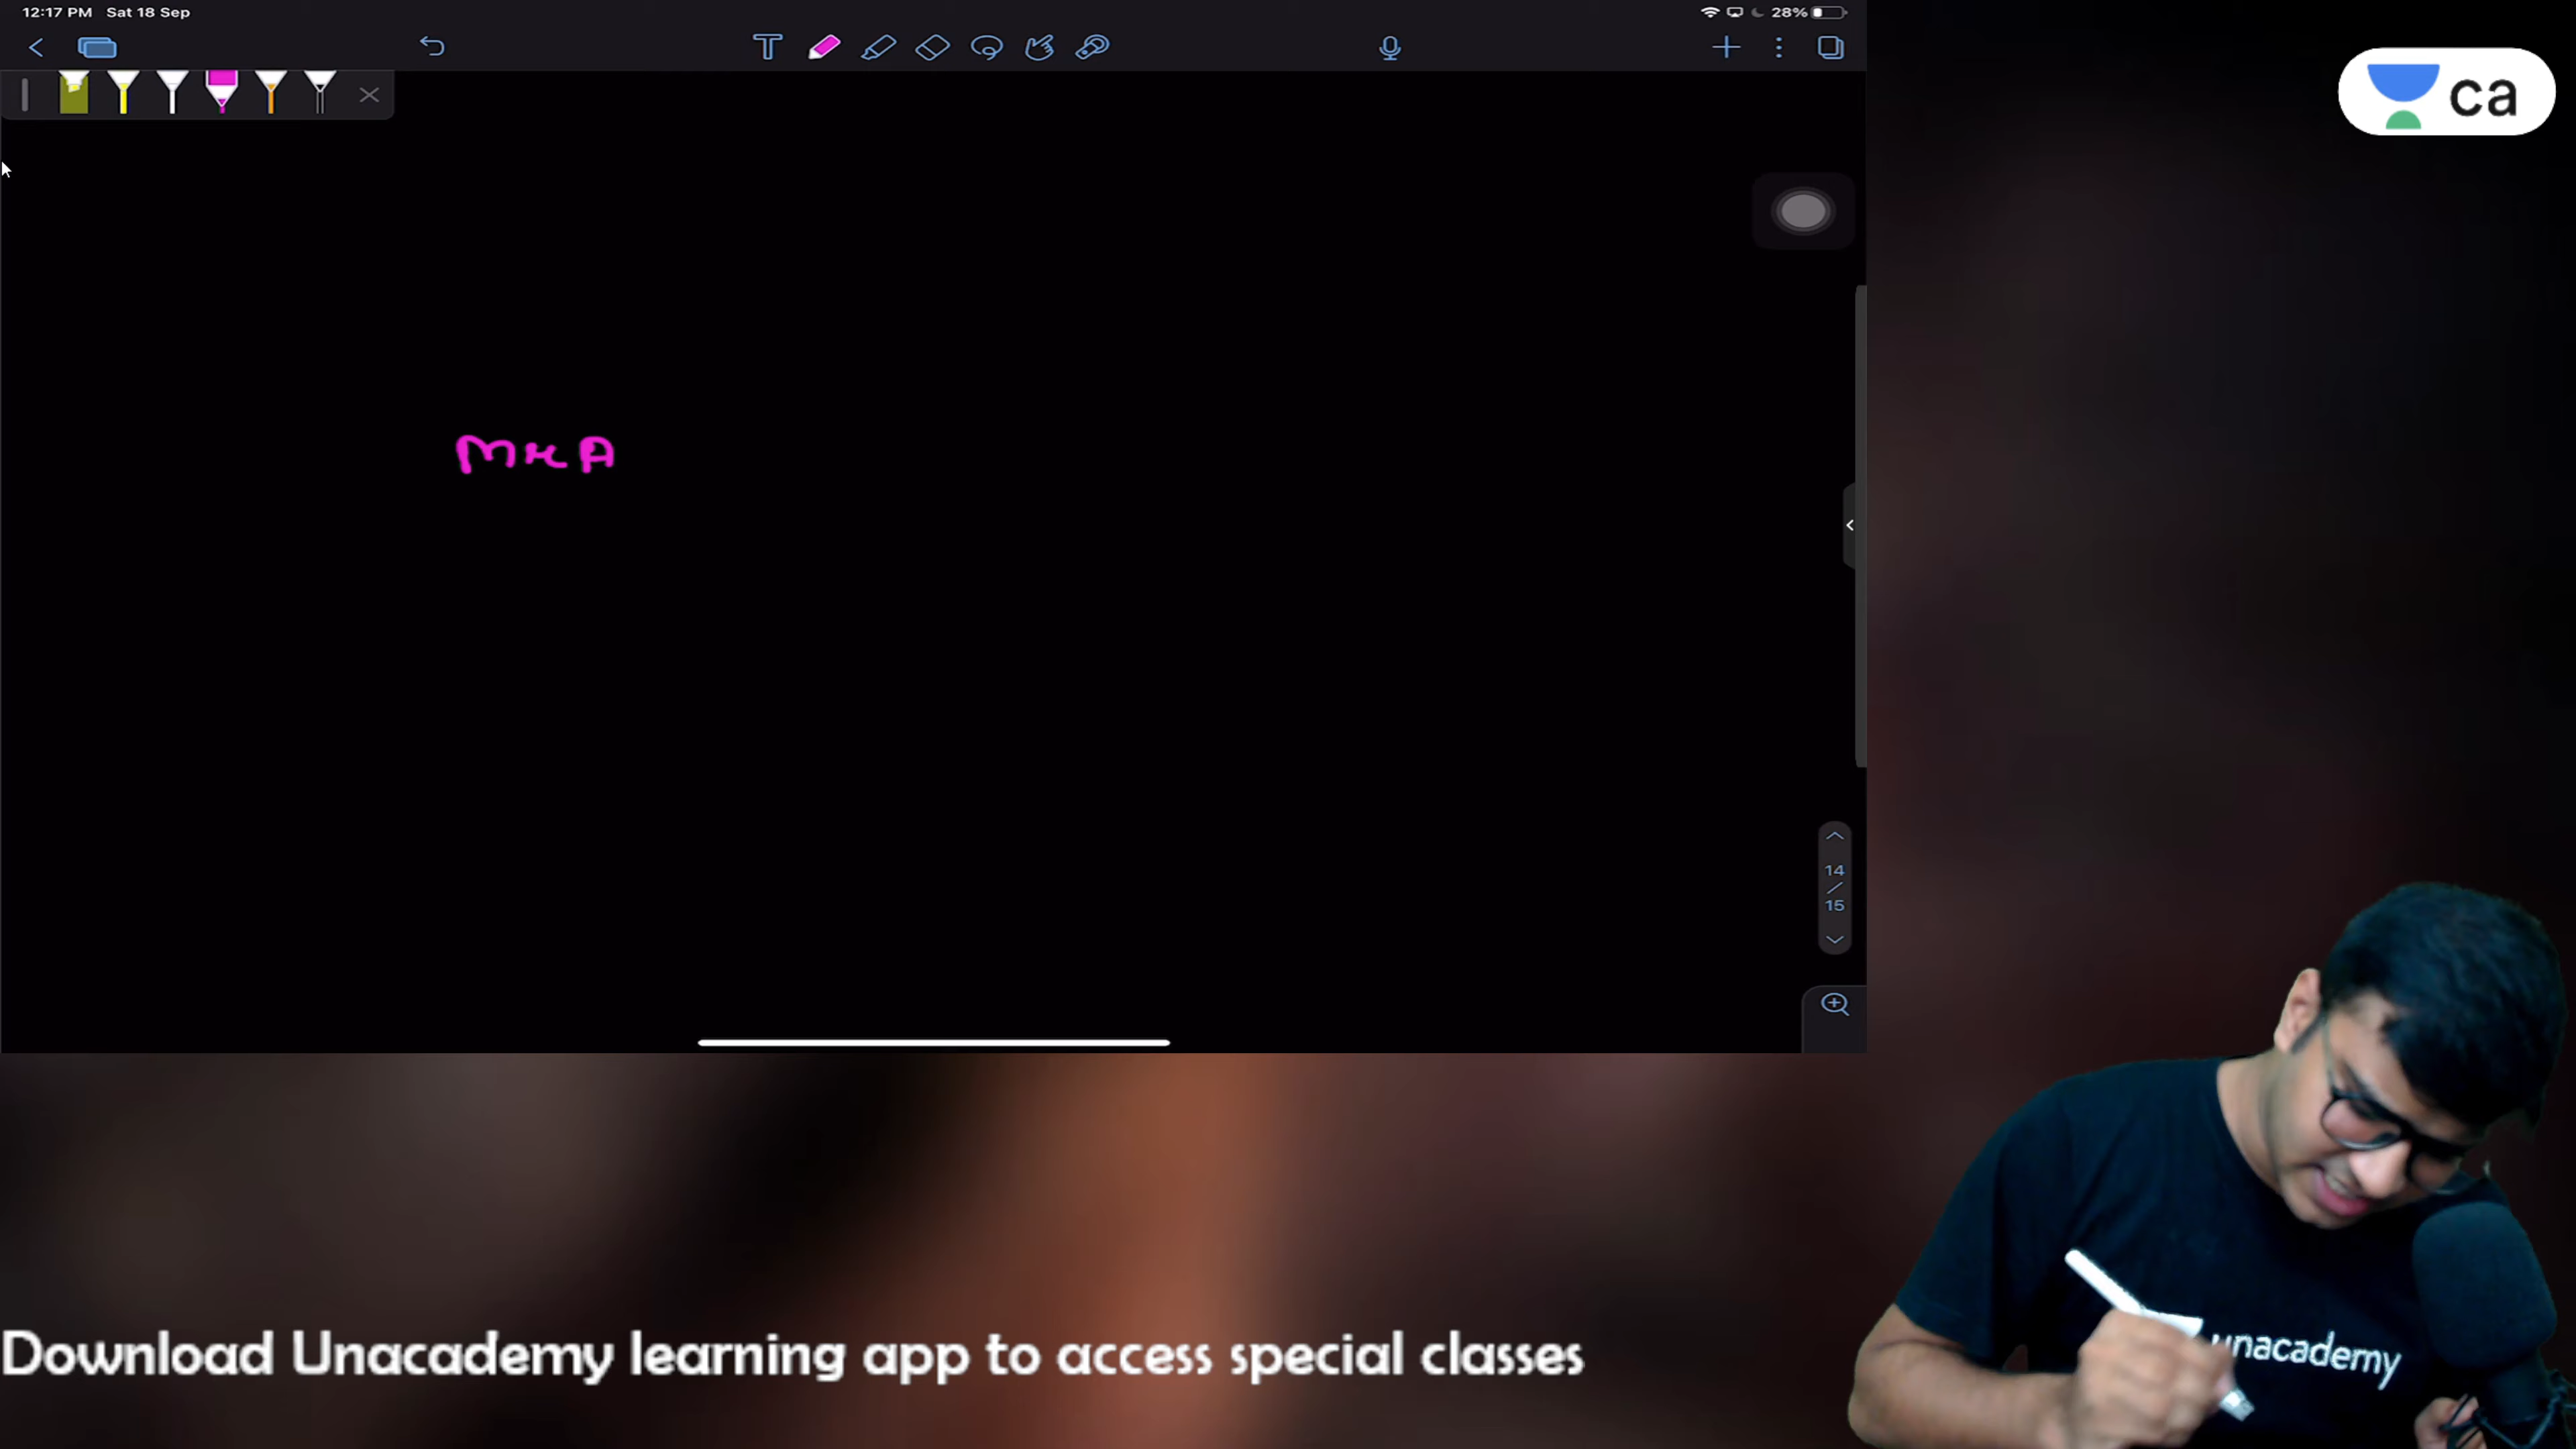 12:17 PM Sat 18 Sep
28%
ca
Mr A
14
15
unacademy
Download Unacademy learning app to access special classes